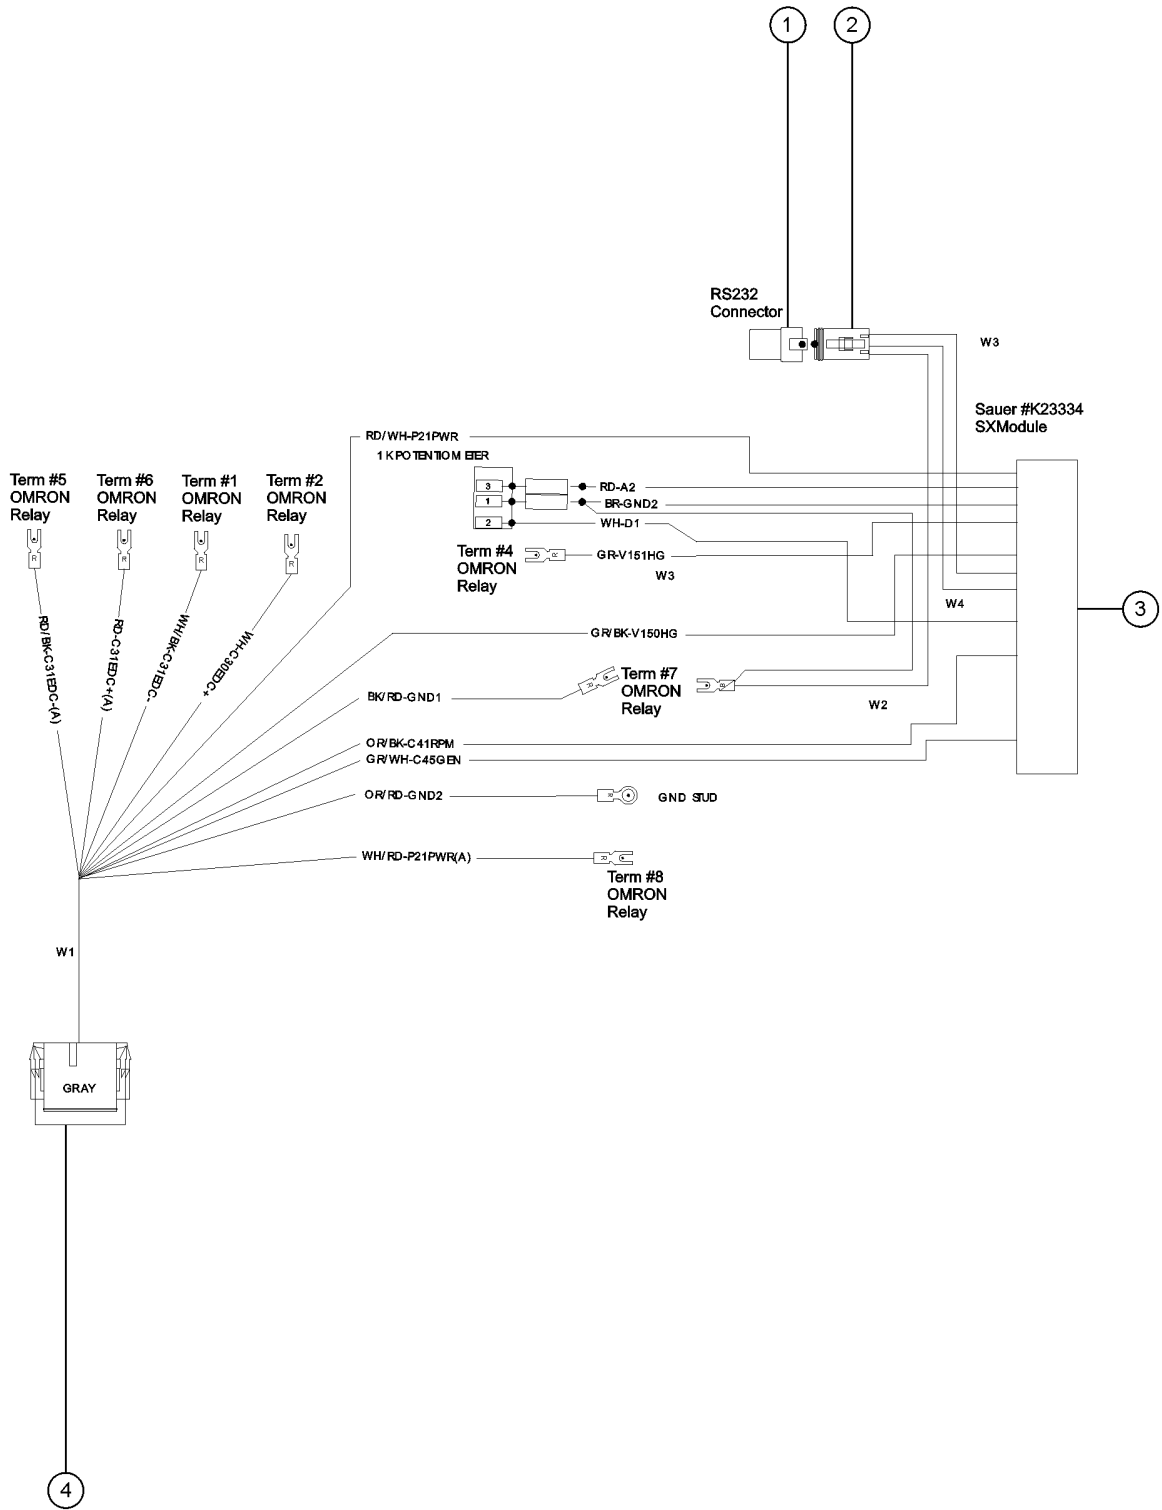 1
2
RS232
Connector
W3
Sauer #K23334
SXModule
RD/WH-P21PWR
1K POTENTIOMETER
Term #5
OMRON
Relay
Term #6
OMRON
Relay
Term #1
OMRON
Relay
Term #2
OMRON
Relay
3
RD-A2
1
BR-GND2
2
WH-D1
R
R
R
R
Term #4
OMRON
Relay
R
GR-V151HG
W3
W4
3
RD/BK-C31EDC-(A)
RD-C31EDC+(A)
WH/BK-C31EDC-
WH-C30EDC+
GR/BK-V150HG
BK/RD-GND1
R
Term #7
OMRON
Relay
R
W2
OR/BK-C41RPM
GR/WH-C45GEN
OR/RD-GND2
R
GND STUD
WH/RD-P21PWR(A)
R
Term #8
OMRON
Relay
W1
GRAY
4